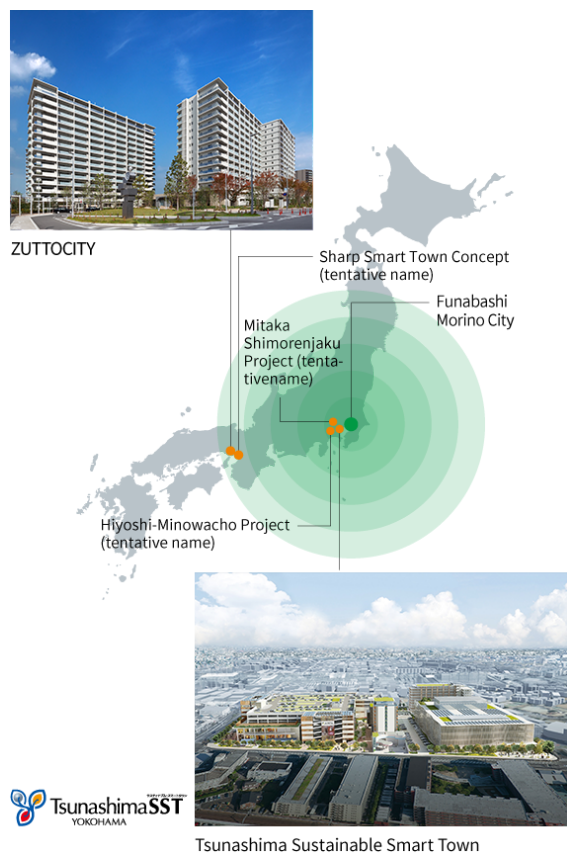 ZUTTOCITY
Sharp Smart Town Concept
(tentative name)
Funabashi
Morino City
Mitaka
Shimorenjaku
Project (tenta-
tivename)
Hiyoshi-Minowacho Project
(tentative name)
TsunashimaSST
YOKOHAMA
Tsunashima Sustainable Smart Town